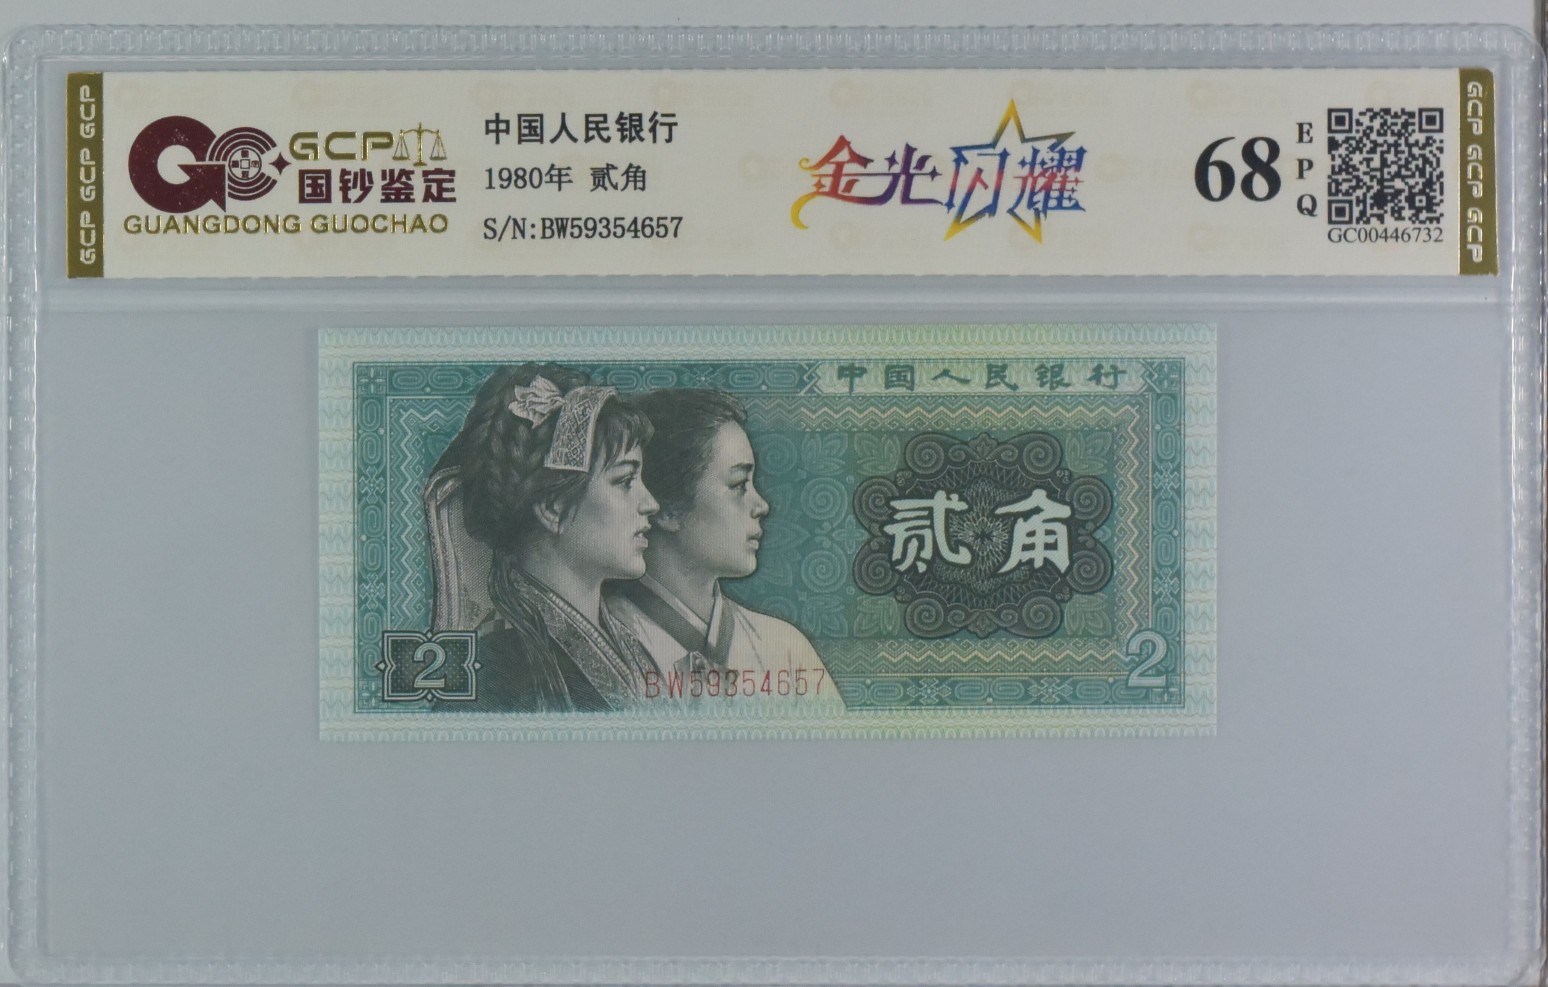 GCP GCP GCP
GCP
国钞鉴定
GUANGDONG GUOCHAO
中国人民银行
1980年 贰角
S/N:BW59354657
金光闪耀
68
EPQ
GC00446732
GCP GCP GCP
中国人民银行
贰角
2
2
BW59354657